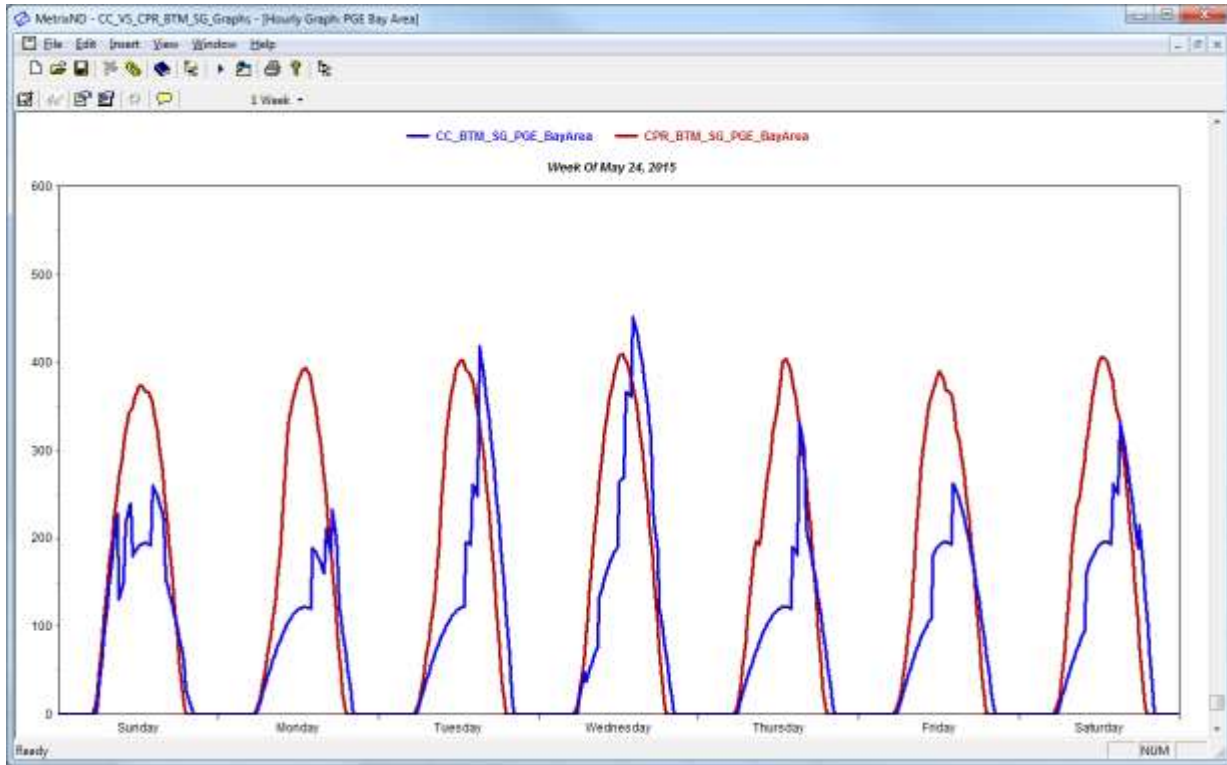 MetrixND - CC_VS_CPR_BTM_SG_Graphs - [Hourly Graph: PGE Bay Area]
File Edit Insert View Window Help
1 Week
CC_BTM_SG_PGE_BayArea CPR_BTM_SG_PGE_BayArea
Week Of May 24, 2015
600
500
400
300
200
100
0
Sunday Monday Tuesday Wednesday Thursday Friday Saturday
Ready NUM